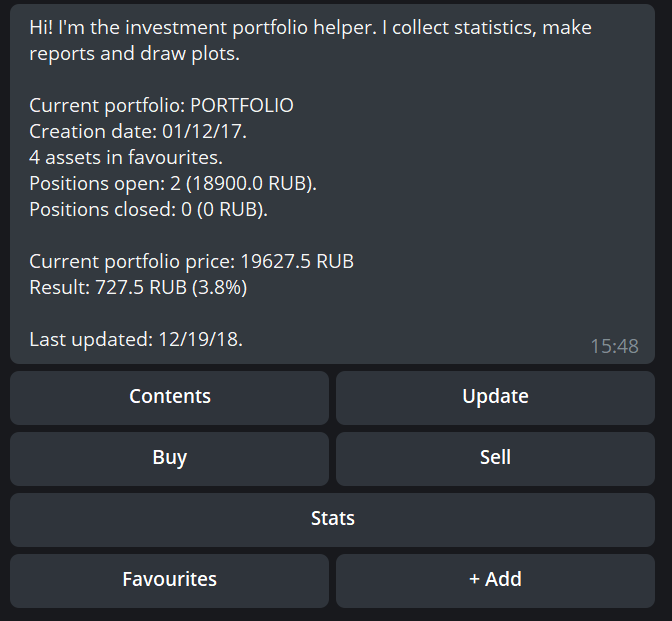 Hi! I'm the investment portfolio helper. I collect statistics, make
reports and draw plots.
Current portfolio: PORTFOLIO
Creation date: 01/12/17.
4 assets in favourites.
Positions open: 2 (18900.0 RUB).
Positions closed: 0 (0 RUB).
Current portfolio price: 19627.5 RUB
Result: 727.5 RUB (3.8%)
Last updated: 12/19/18.
15:48
Contents
Update
Buy
Sell
Stats
Favourites
+ Add